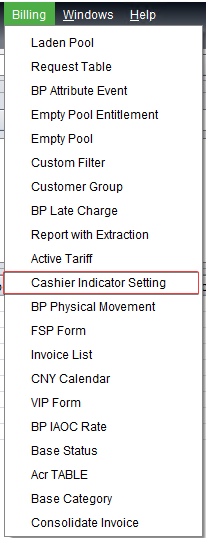 Billing Windows Help
Laden Pool
Request Table
BP Attribute Event
Empty Pool Entitlement
Empty Pool
Custom Filter
Customer Group
BP Late Charge
Report with Extraction
Active Tariff
Cashier Indicator Setting
BP Physical Movement
FSP Form
Invoice List
CNY Calendar
VIP Form
BP IAOC Rate
Base Status
Acr TABLE
Base Category
Consolidate Invoice